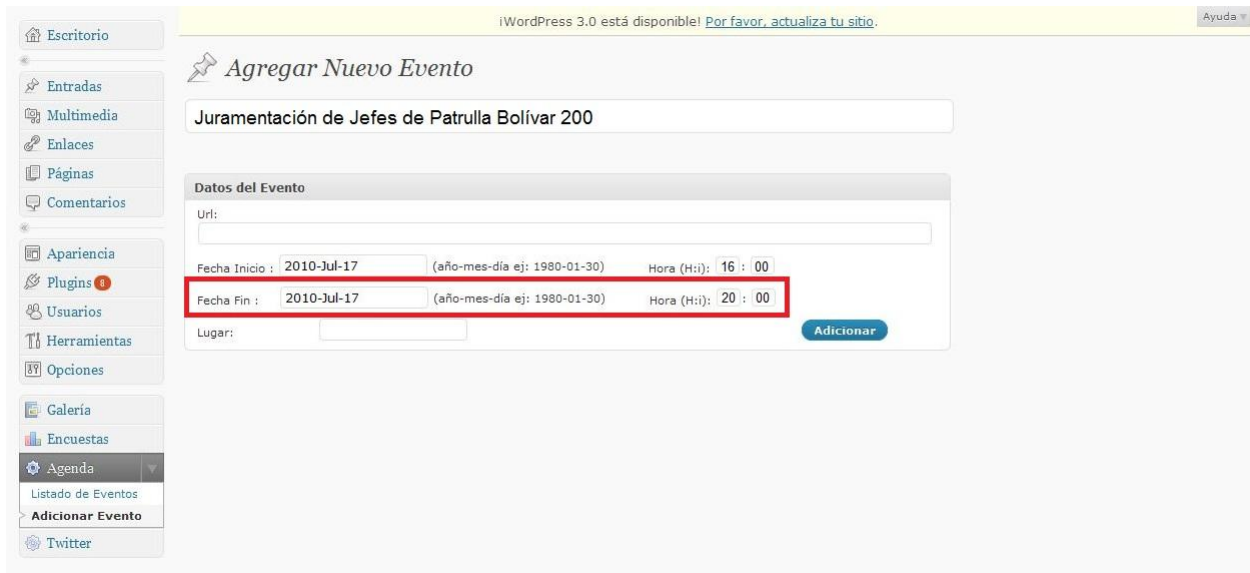 ¡WordPress 3.0 está disponible! Por favor, actualiza tu sitio.
Ayuda
Escritorio
Entradas
Multimedia
Enlaces
Páginas
Comentarios
Apariencia
Plugins 8
Usuarios
Herramientas
Opciones
Galería
Encuestas
Agenda
Listado de Eventos
Adicionar Evento
Twitter
Agregar Nuevo Evento
Juramentación de Jefes de Patrulla Bolívar 200
Datos del Evento
Url:
Fecha Inicio : 2010-Jul-17 (año-mes-día ej: 1980-01-30) Hora (H:i): 16 : 00
Fecha Fin : 2010-Jul-17 (año-mes-día ej: 1980-01-30) Hora (H:i): 20 : 00
Lugar: Adicionar